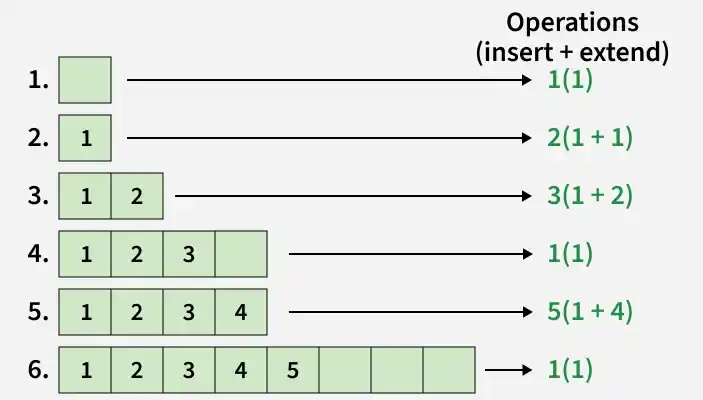 Operations
(insert + extend)
1. 1(1)
2. 1 2(1 + 1)
3. 1 2 3(1 + 2)
4. 1 2 3 1(1)
5. 1 2 3 4 5(1 + 4)
6. 1 2 3 4 5 1(1)